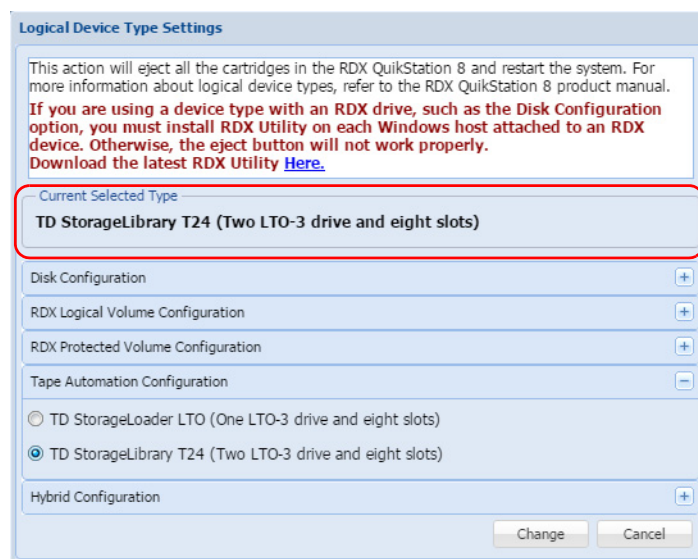 Logical Device Type Settings
This action will eject all the cartridges in the RDX QuikStation 8 and restart the system. For
more information about logical device types, refer to the RDX QuikStation 8 product manual.
If you are using a device type with an RDX drive, such as the Disk Configuration
option, you must install RDX Utility on each Windows host attached to an RDX
device. Otherwise, the eject button will not work properly.
Download the latest RDX Utility Here.
Current Selected Type
TD StorageLibrary T24 (Two LTO-3 drive and eight slots)
Disk Configuration
RDX Logical Volume Configuration
RDX Protected Volume Configuration
Tape Automation Configuration
TD StorageLoader LTO (One LTO-3 drive and eight slots)
TD StorageLibrary T24 (Two LTO-3 drive and eight slots)
Hybrid Configuration
Change Cancel